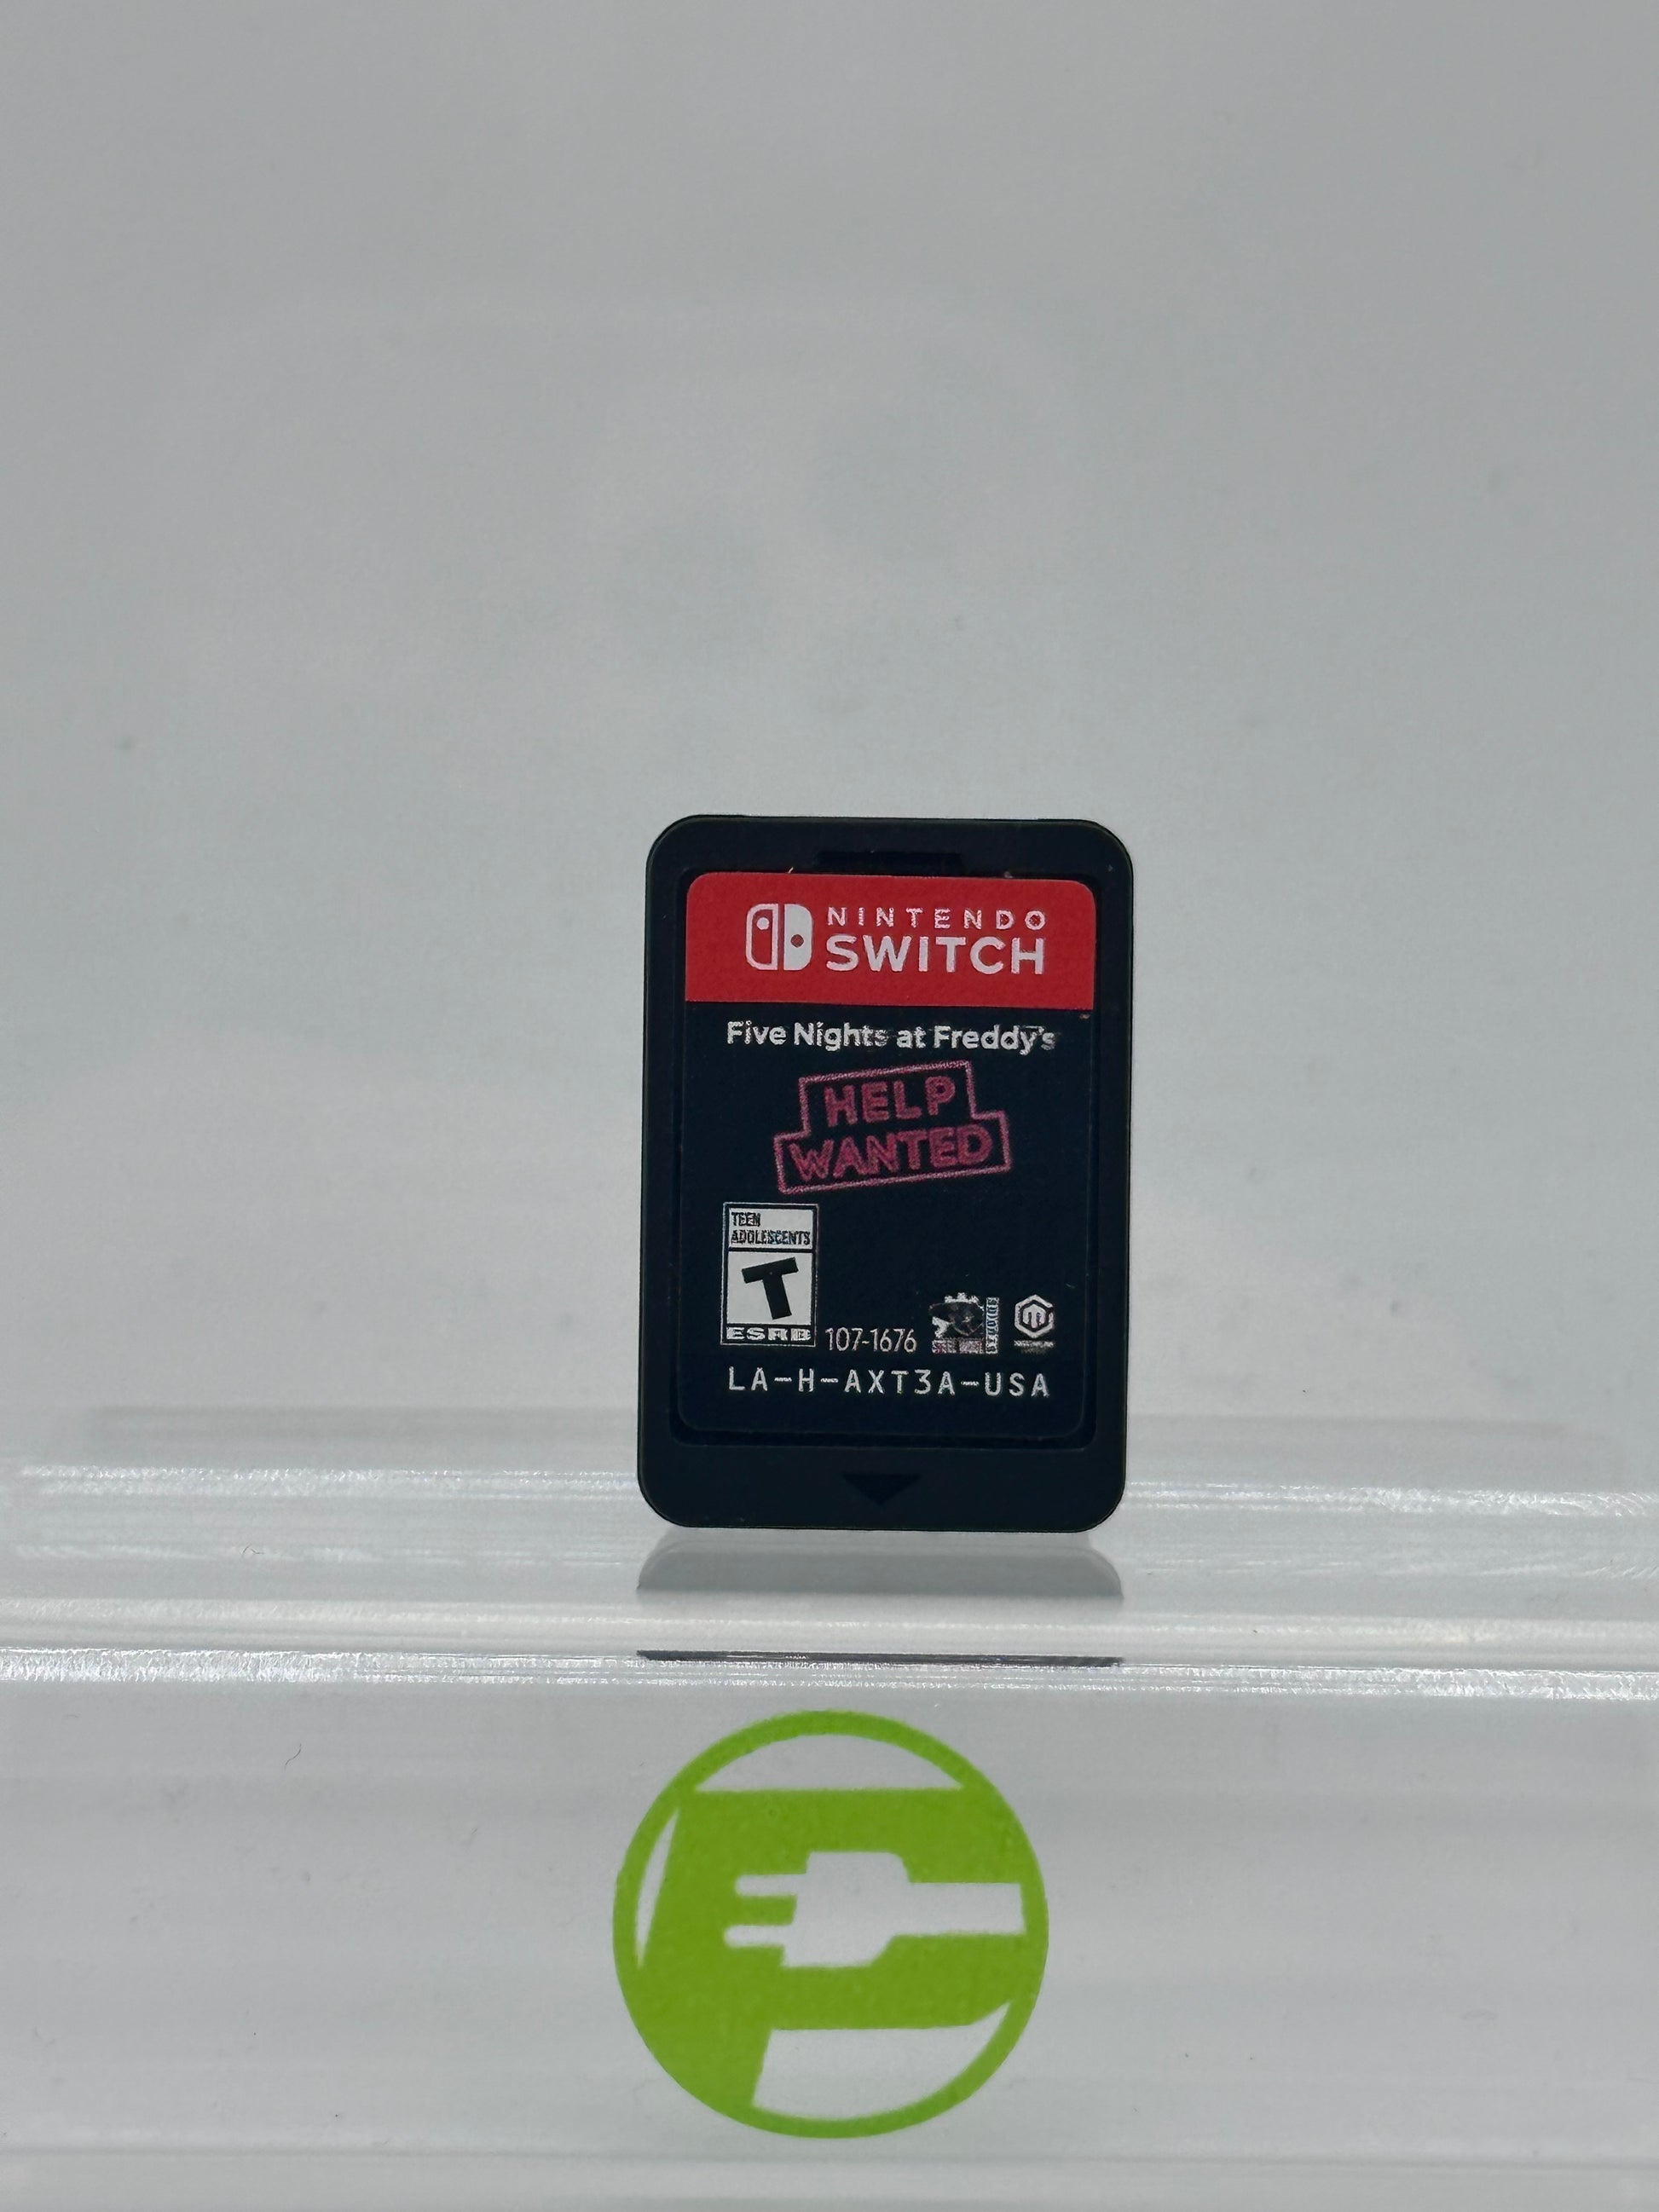 NINTENDO
SWITCH
Five Nights at Freddy's
HELP
WANTED
TEEN
ADOLESCENTS
T
ESRB
107-1676
LA-H-AXT3A-USA